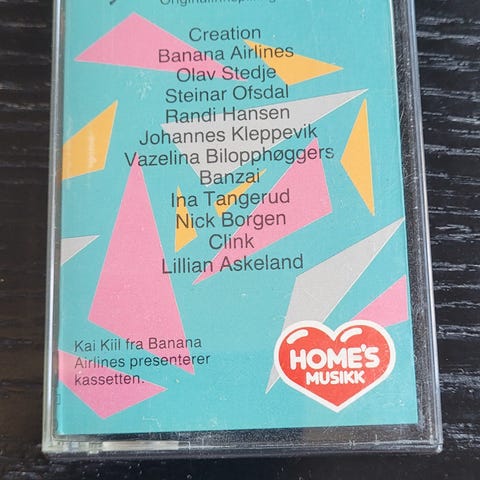 Creation
Banana Airlines
Olav Stedje
Steinar Ofsdal
Randi Hansen
Johannes Kleppevik
Vazelina Bilopphøggers
Banzai
Ina Tangerud
Nick Borgen
Clink
Lillian Askeland
Kai Kiil fra Banana
Airlines presenterer
kassetten.
HOME'S
MUSIKK